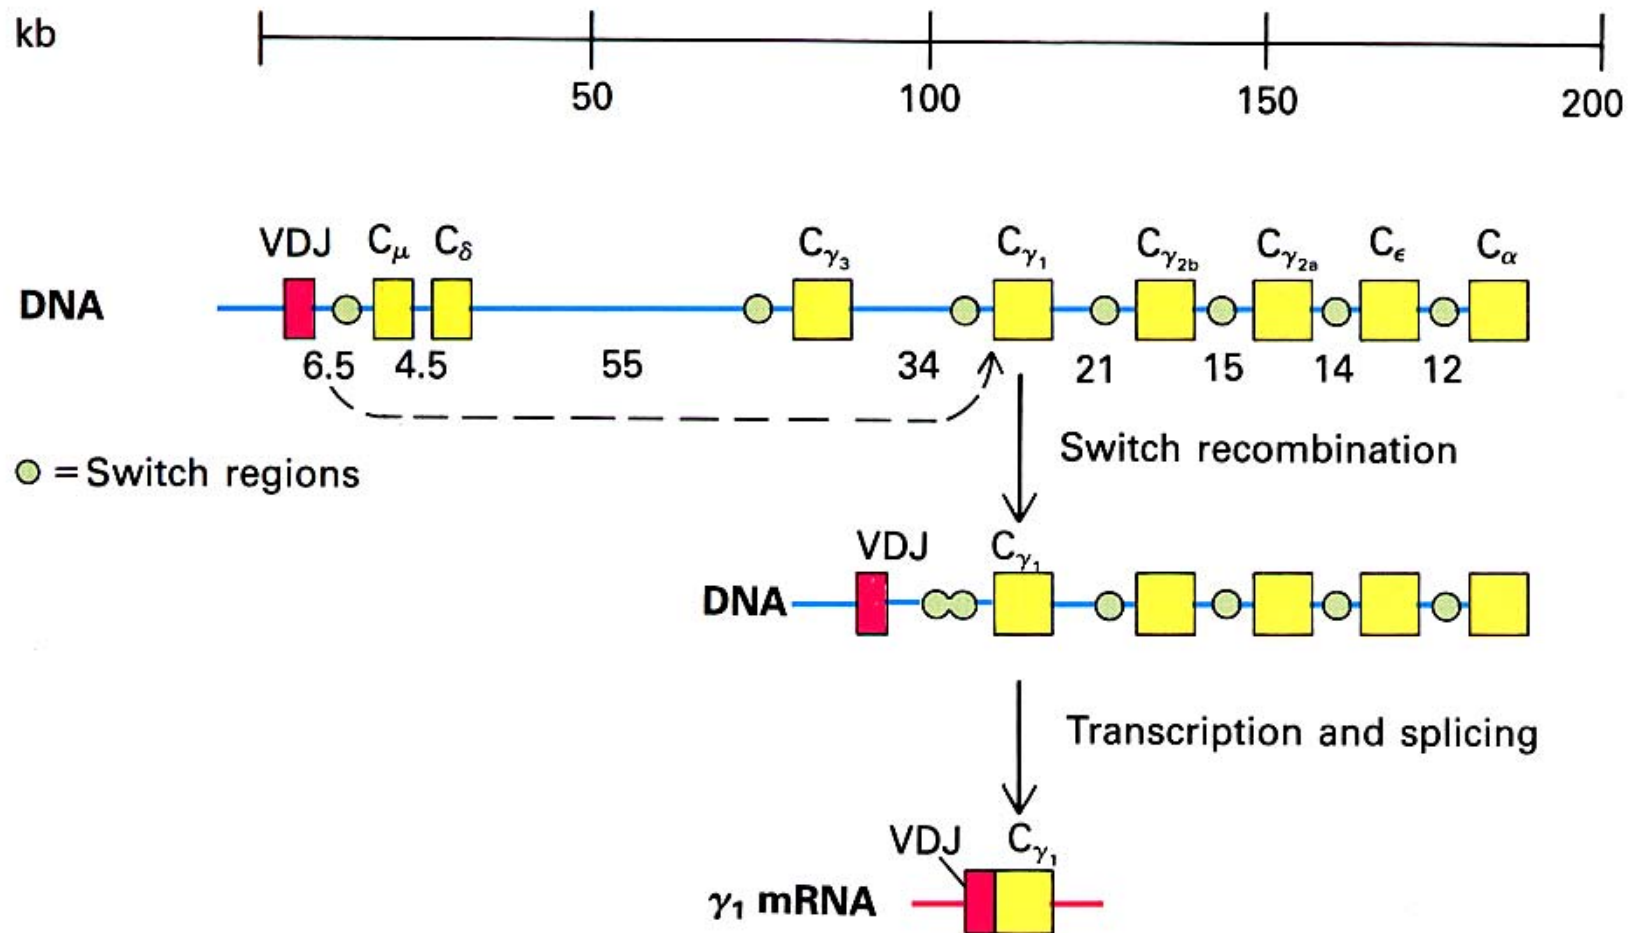 kb
50 100 150 200
VDJ Cμ Cδ Cγ3 Cγ1 Cγ2b Cγ2a Cϵ Cα
DNA
6.5 4.5 55 34 21 15 14 12
Switch recombination
= Switch regions
VDJ Cγ1
DNA
Transcription and splicing
VDJ Cγ1
γ1 mRNA